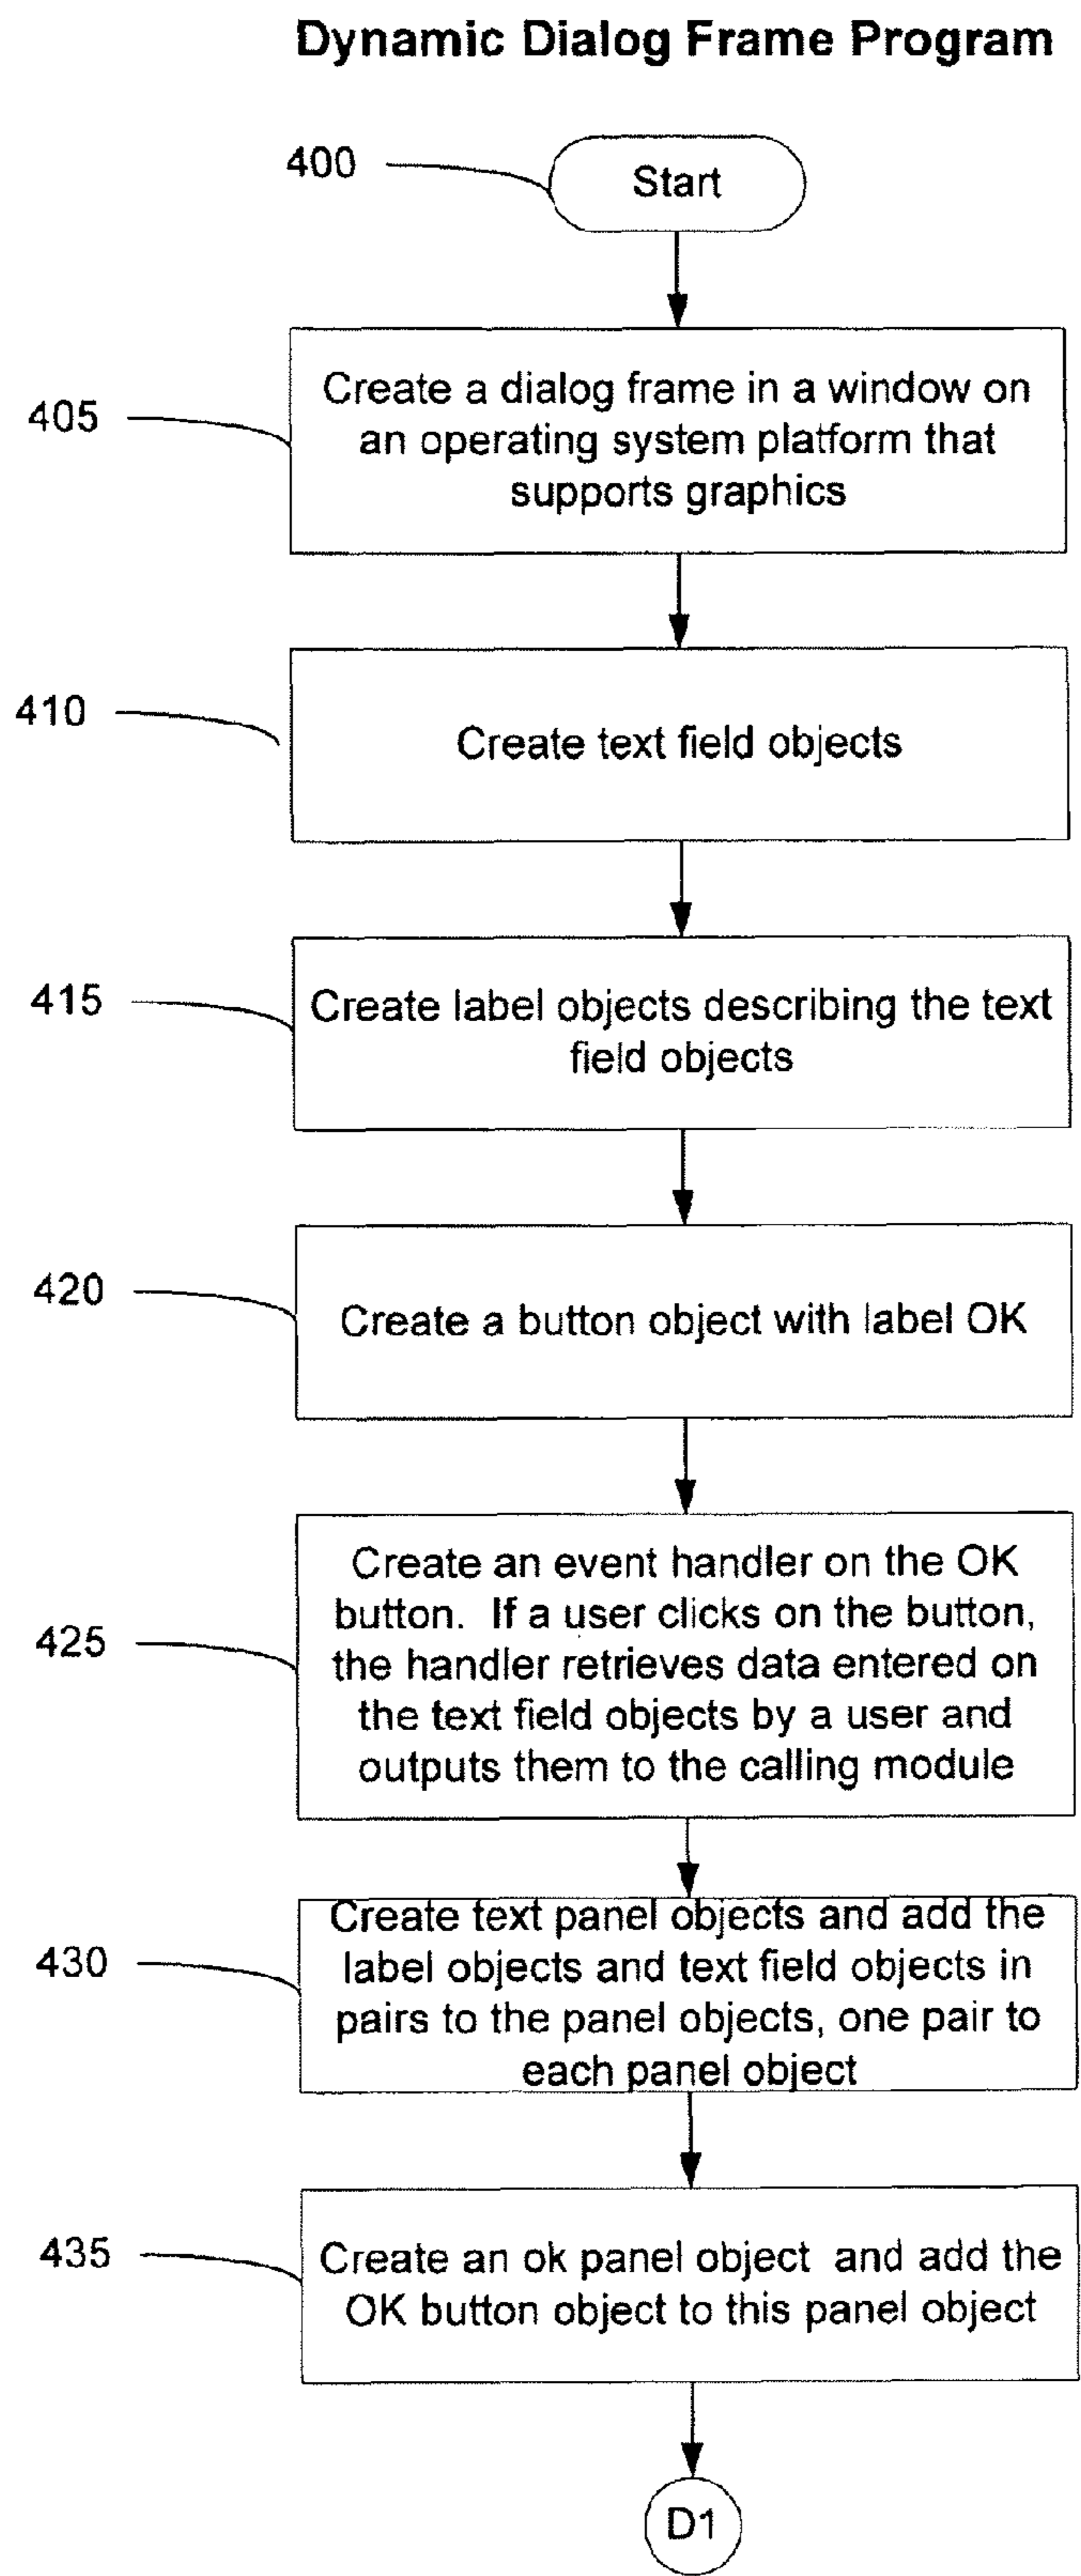 Dynamic Dialog Frame Program
400
Start
405
Create a dialog frame in a window on
an operating system platform that
supports graphics
410
Create text field objects
415
Create label objects describing the text
field objects
420
Create a button object with label OK
425
Create an event handler on the OK
button. If a user clicks on the button,
the handler retrieves data entered on
the text field objects by a user and
outputs them to the calling module
430
Create text panel objects and add the
label objects and text field objects in
pairs to the panel objects, one pair to
each panel object
435
Create an ok panel object and add the
OK button object to this panel object
D1